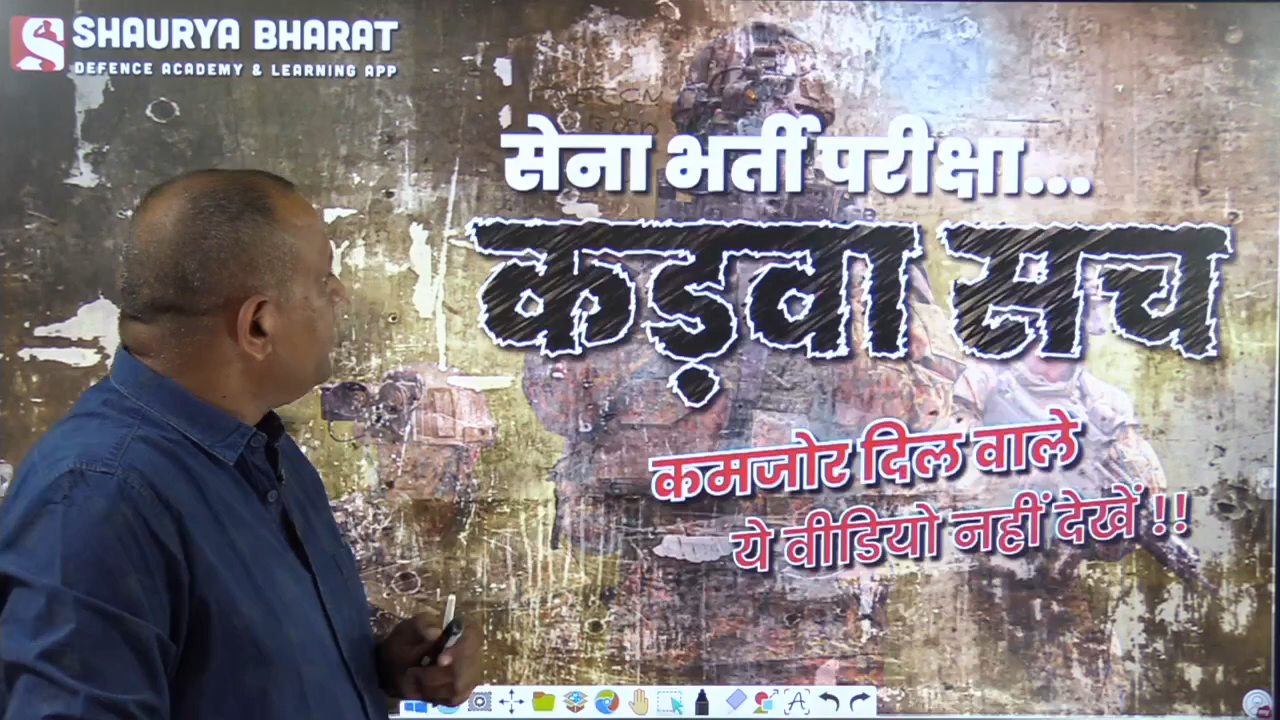 SHAURYA BHARAT
DEFENCE ACADEMY & LEARNING APP
सेना भर्ती परीक्षा...
कड़वा सच
कमजोर दिल वाले
ये वीडियो नहीं देखें !!